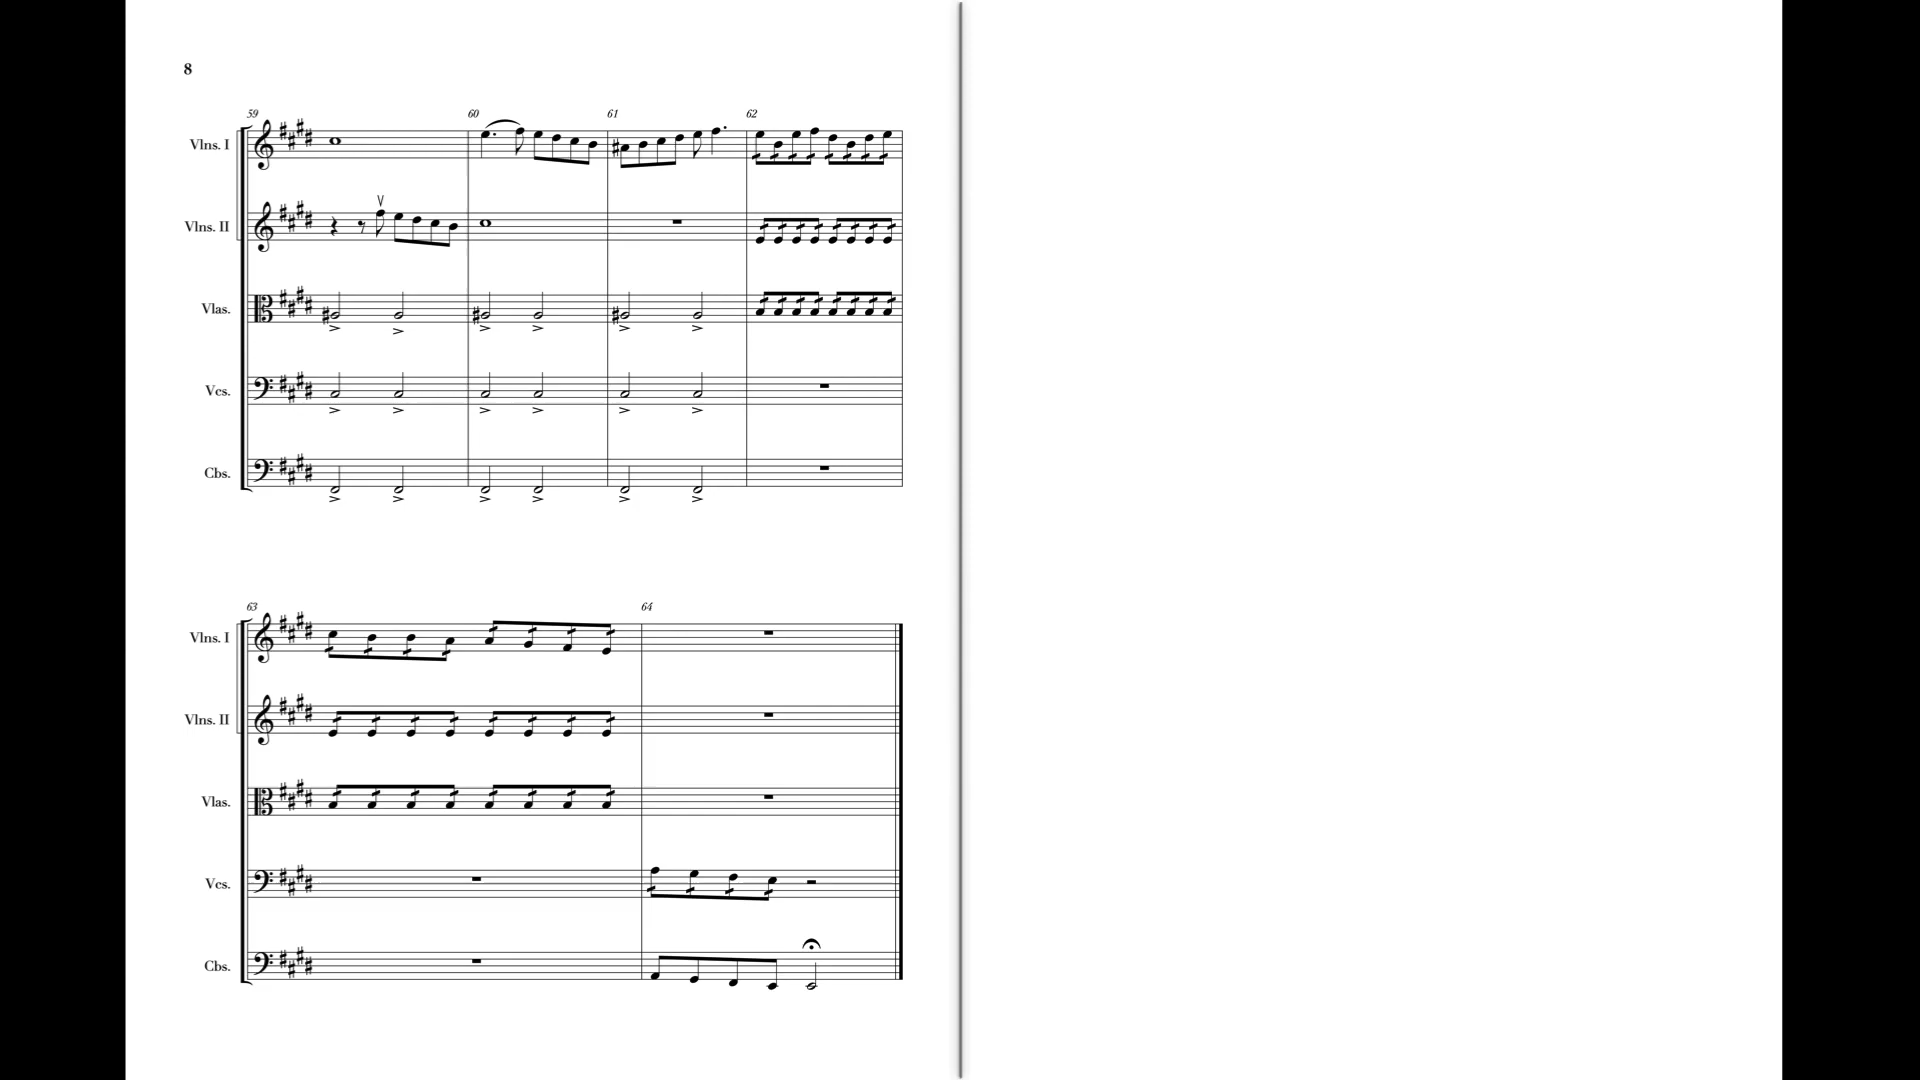 8
59 60 61 62
Vlns. I
Vlns. II
Vlas.
Vcs.
Cbs.
63 64
Vlns. I
Vlns. II
Vlas.
Vcs.
Cbs.